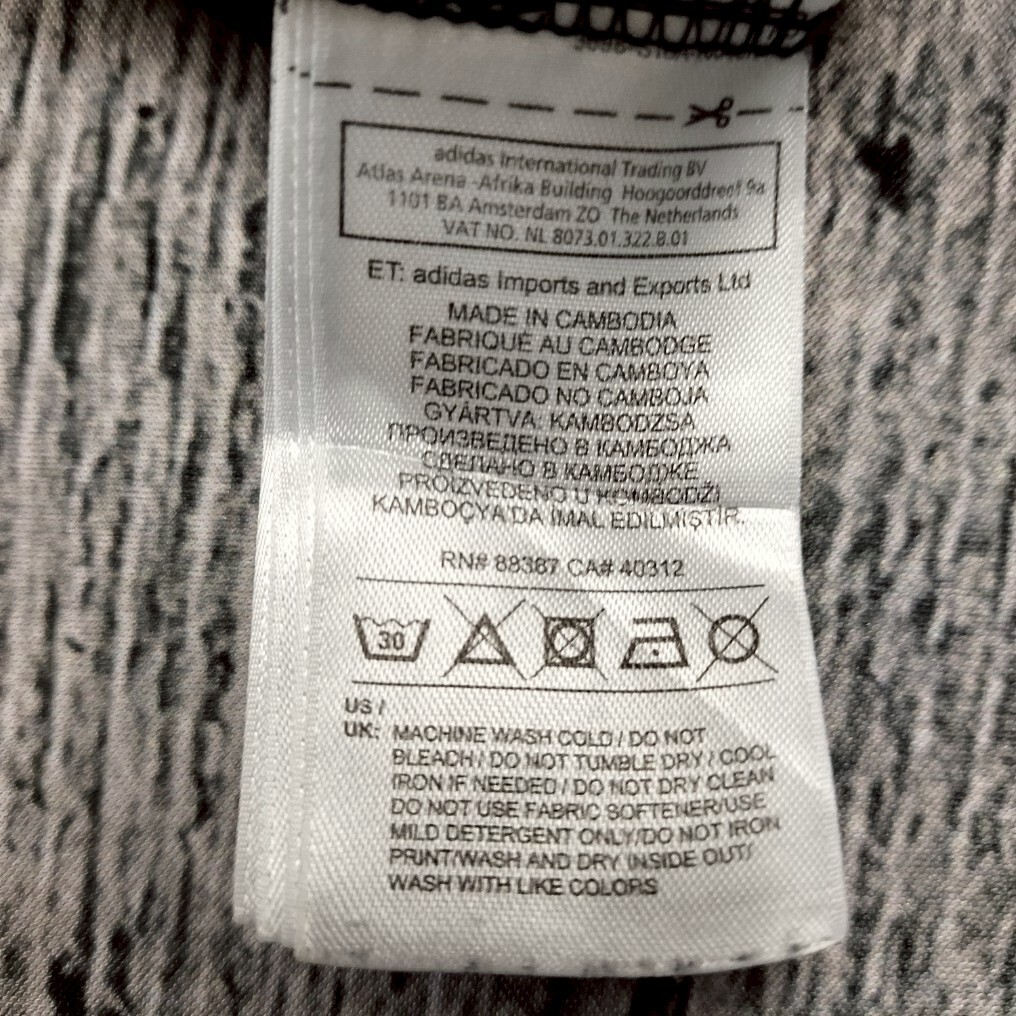 adidas International Trading BV
Atlas Arena -Afrika Building Hoogoorddreef 9a
1101 BA Amsterdam ZO The Netherlands
VAT NO. NL 8073.01.322.B.01
ET: adidas Imports and Exports Ltd
MADE IN CAMBODIA
FABRIQUÉ AU CAMBODGE
FABRICADO EN CAMBOYA
FABRICADO NO CAMBOJA
GYÁRTVA: KAMBODZSA
ПРОИЗВЕДЕНО В КАМБОДЖА
СДЕЛАНО В КАМБОДЖЕ
PROIZVEDENO U KOMBODŽI
KAMBOÇYA'DA İMAL EDİLMİŞTİR.
RN# 88387 CA# 40312
30
US /
UK: MACHINE WASH COLD / DO NOT
BLEACH / DO NOT TUMBLE DRY / COOL
IRON IF NEEDED / DO NOT DRY CLEAN
DO NOT USE FABRIC SOFTENER/USE
MILD DETERGENT ONLY/DO NOT IRON
PRINT/WASH AND DRY INSIDE OUT/
WASH WITH LIKE COLORS